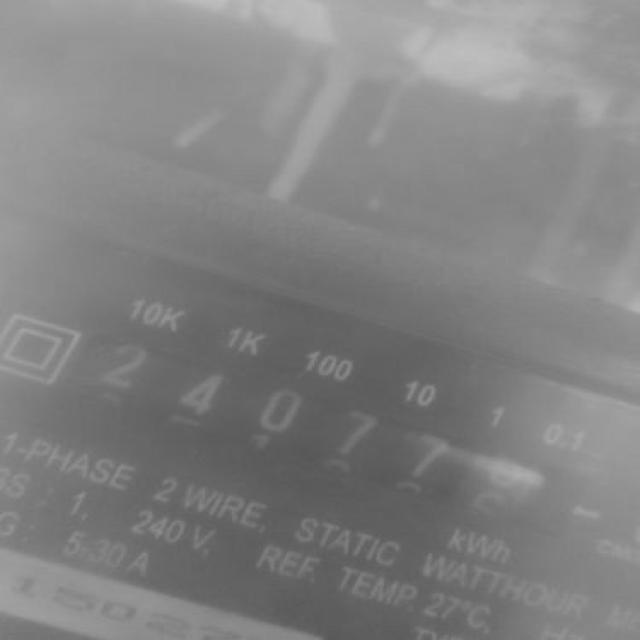 10K 1K 100 10 1 0.1
2 4 0 7 7
1-PHASE 2 WIRE STATIC WATTHOUR
1 240 V. REF. TEMP. 27°C
5-30 A
kWh